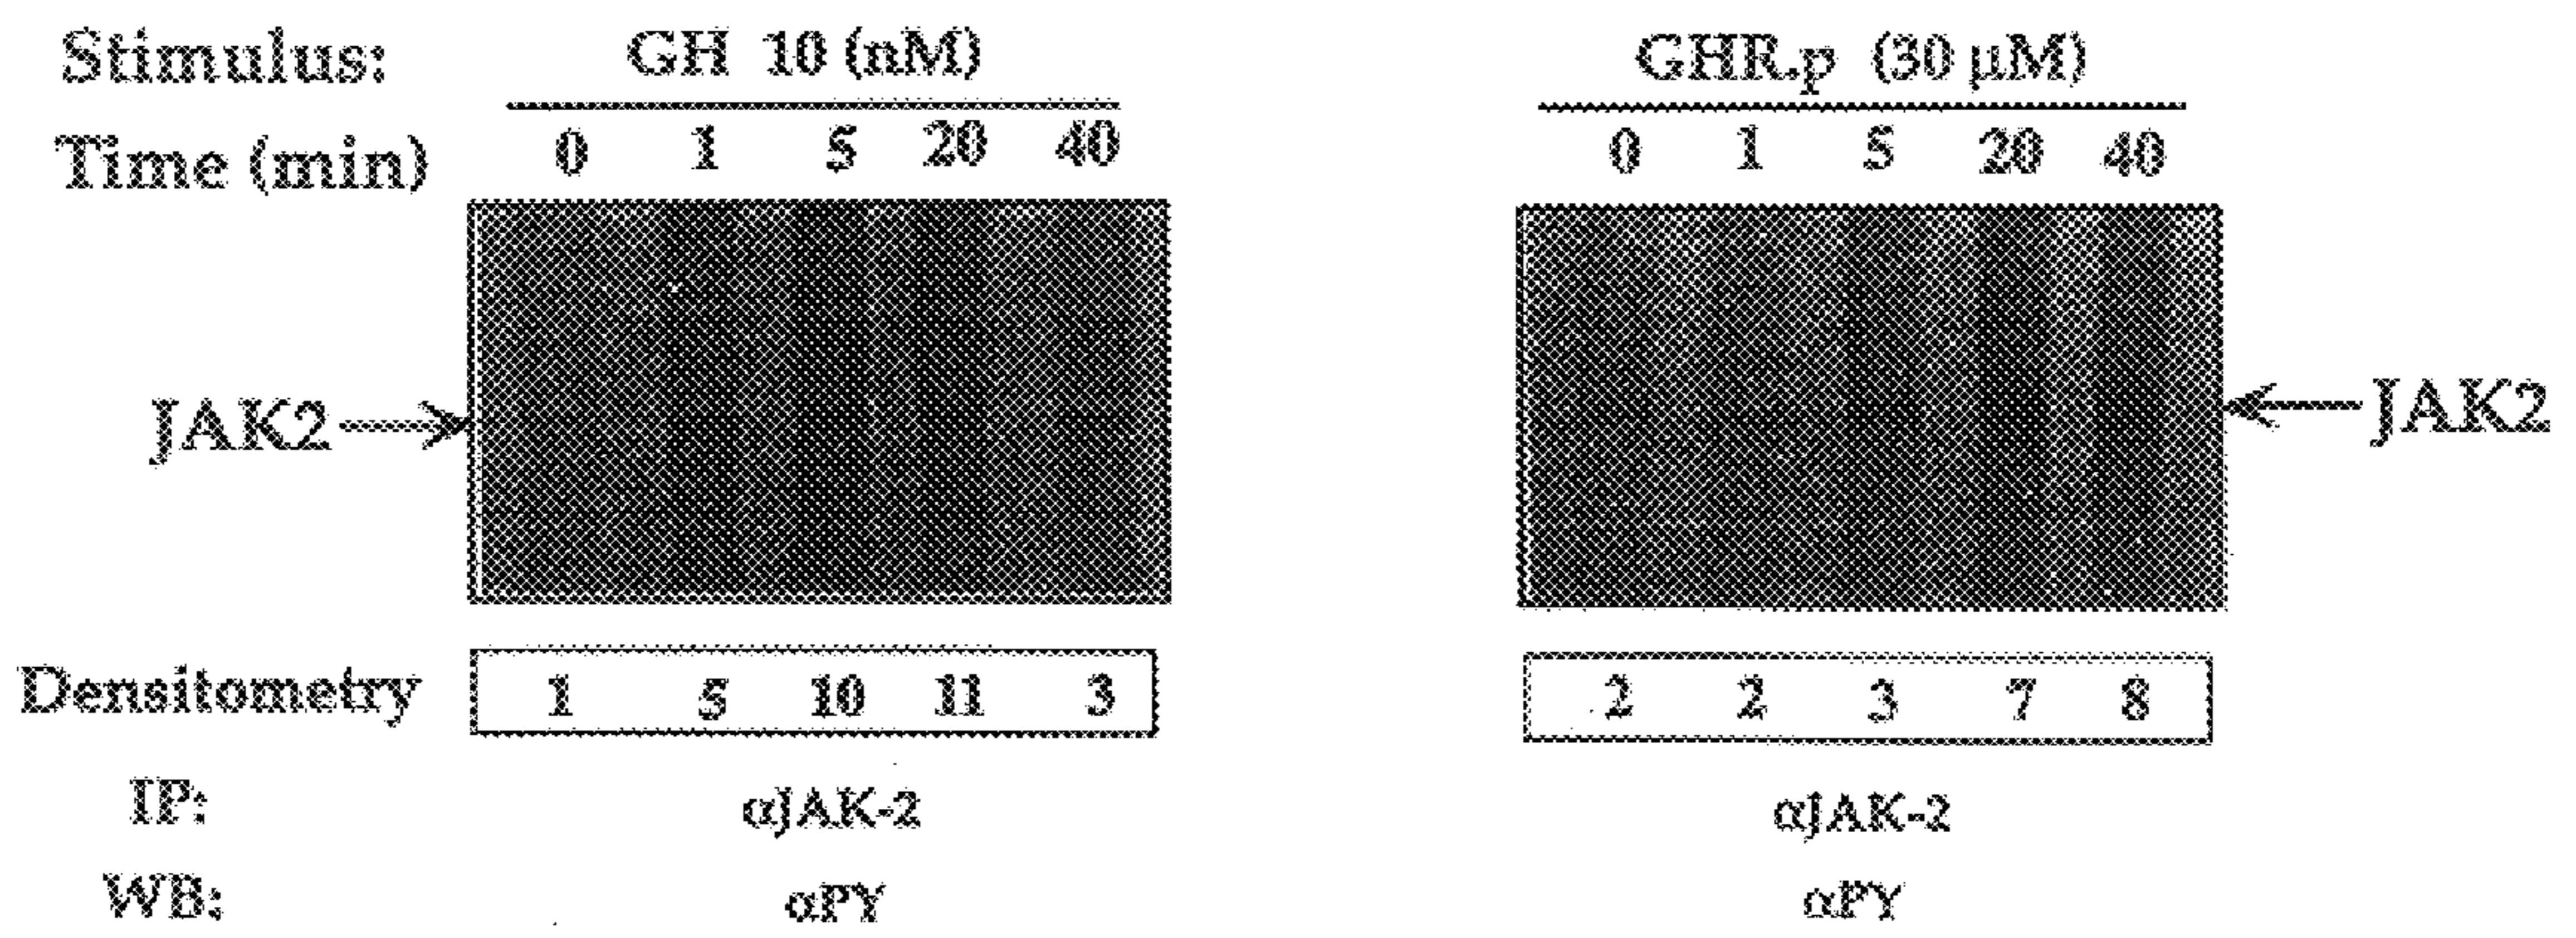 Stimulus: GH 10 (nM) GHR.p (30 μM)
Time (min) 0 1 5 20 40 0 1 5 20 40
JAK2 JAK2
Densitometry 1 5 10 11 3 2 2 3 7 8
IP: αJAK-2 αJAK-2
WB: αPY αPY